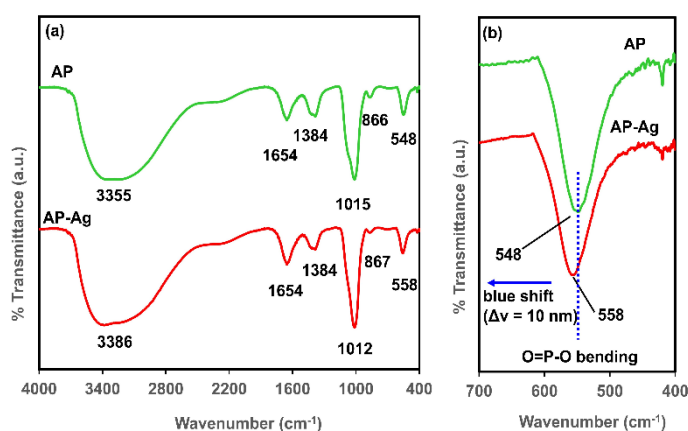 (a)
AP
1384
866
548
1654
3355
1015
AP-Ag
1384
867
558
1654
3386
1012
% Transmittance (a.u.)
4000 3400 2800 2200 1600 1000 400
Wavenumber (cm⁻¹)
(b)
AP
AP-Ag
548
blue shift
(Δν = 10 nm)
558
O=P-O bending
% Transmittance (a.u.)
700 600 500 400
Wavenumber (cm⁻¹)